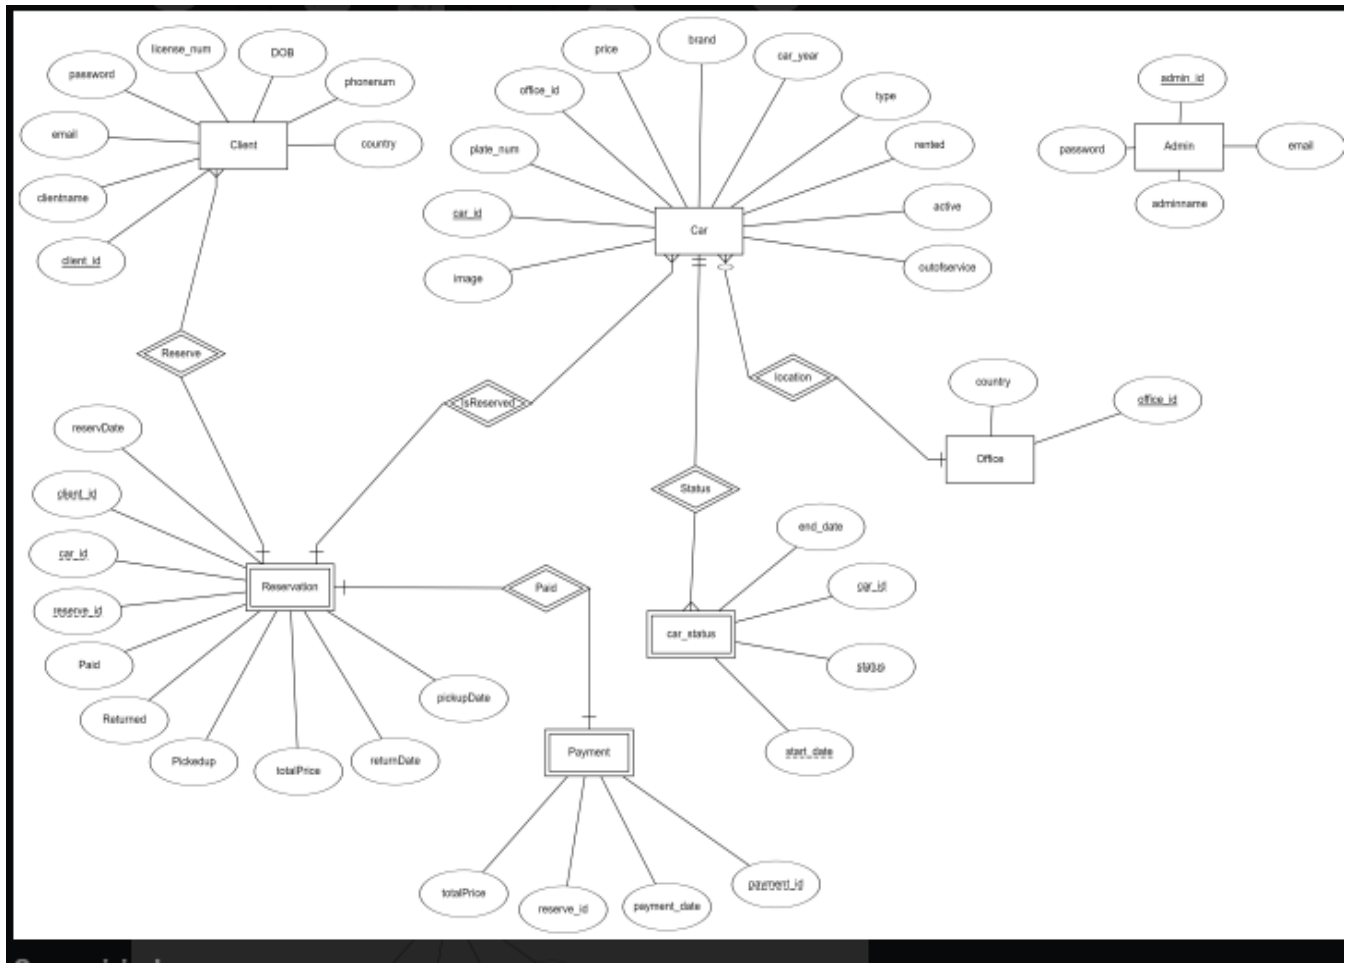 license_num
DOB
password
phonenum
email
Client
country
clientname
client_id
price
brand
car_year
office_id
type
plate_num
rented
car_id
active
Car
image
outofservice
admin_id
password
Admin
email
adminname
Reserve
IsReserved
location
country
office_id
Office
reservDate
client_id
car_id
reserve_id
Reservation
Paid
Returned
Pickedup
totalPrice
returnDate
pickupDate
Paid
Status
end_date
car_id
car_status
status
start_date
Payment
totalPrice
reserve_id
payment_date
payment_id